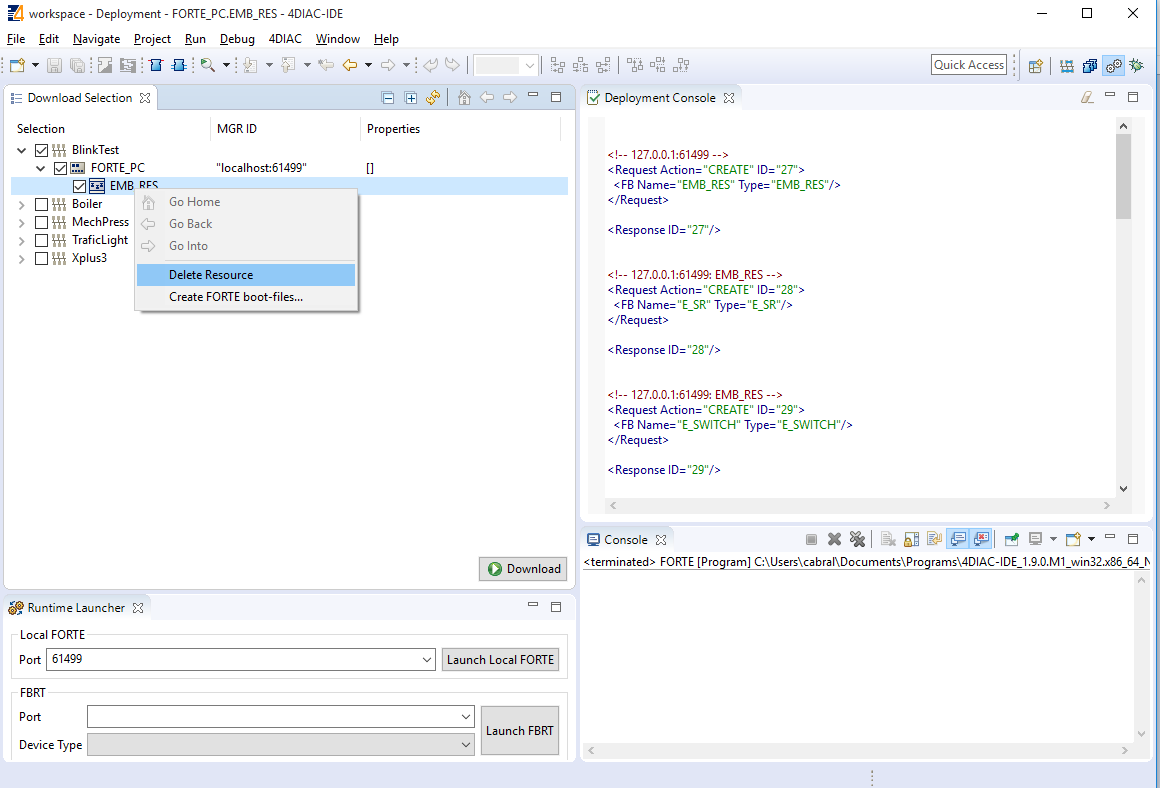 workspace - Deployment - FORTE_PC.EMB_RES - 4DIAC-IDE
File Edit Navigate Project Run Debug 4DIAC Window Help
Quick Access
Download Selection
Selection MGR ID Properties
BlinkTest
FORTE_PC "localhost:61499" []
EMB_RES
Boiler
MechPress
TraficLight
Xplus3
Go Home
Go Back
Go Into
Delete Resource
Create FORTE boot-files...
Download
Runtime Launcher
Local FORTE
Port 61499 Launch Local FORTE
FBRT
Port
Launch FBRT
Device Type
Deployment Console
<!-- 127.0.0.1:61499 -->
<Request Action="CREATE" ID="27">
<FB Name="EMB_RES" Type="EMB_RES"/>
</Request>
<Response ID="27"/>
<!-- 127.0.0.1:61499: EMB_RES -->
<Request Action="CREATE" ID="28">
<FB Name="E_SR" Type="E_SR"/>
</Request>
<Response ID="28"/>
<!-- 127.0.0.1:61499: EMB_RES -->
<Request Action="CREATE" ID="29">
<FB Name="E_SWITCH" Type="E_SWITCH"/>
</Request>
<Response ID="29"/>
Console
<terminated> FORTE [Program] C:\Users\cabral\Documents\Programs\4DIAC-IDE_1.9.0.M1_win32.x86_64_N